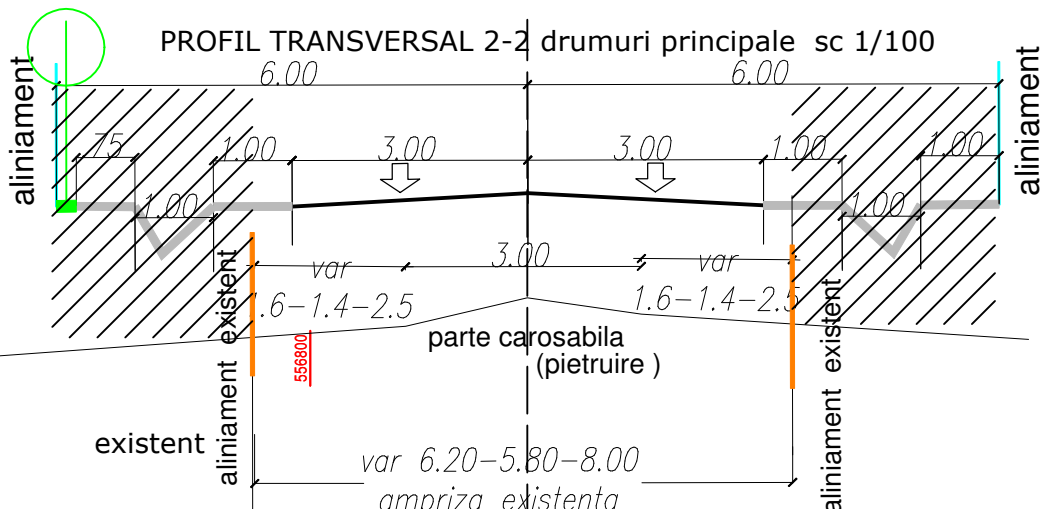 PROFIL TRANSVERSAL 2-2 drumuri principale sc 1/100
6.00 6.00
aliniament aliniament
.75 1.00 3.00 3.00 1.00 1.00
1.00 1.00
var 3.00 var
1.6-1.4-2.5 1.6-1.4-2.5
aliniament existent aliniament existent
parte carosabila
(pietruire )
556800
existent
var 6.20-5.80-8.00
ampriza existenta